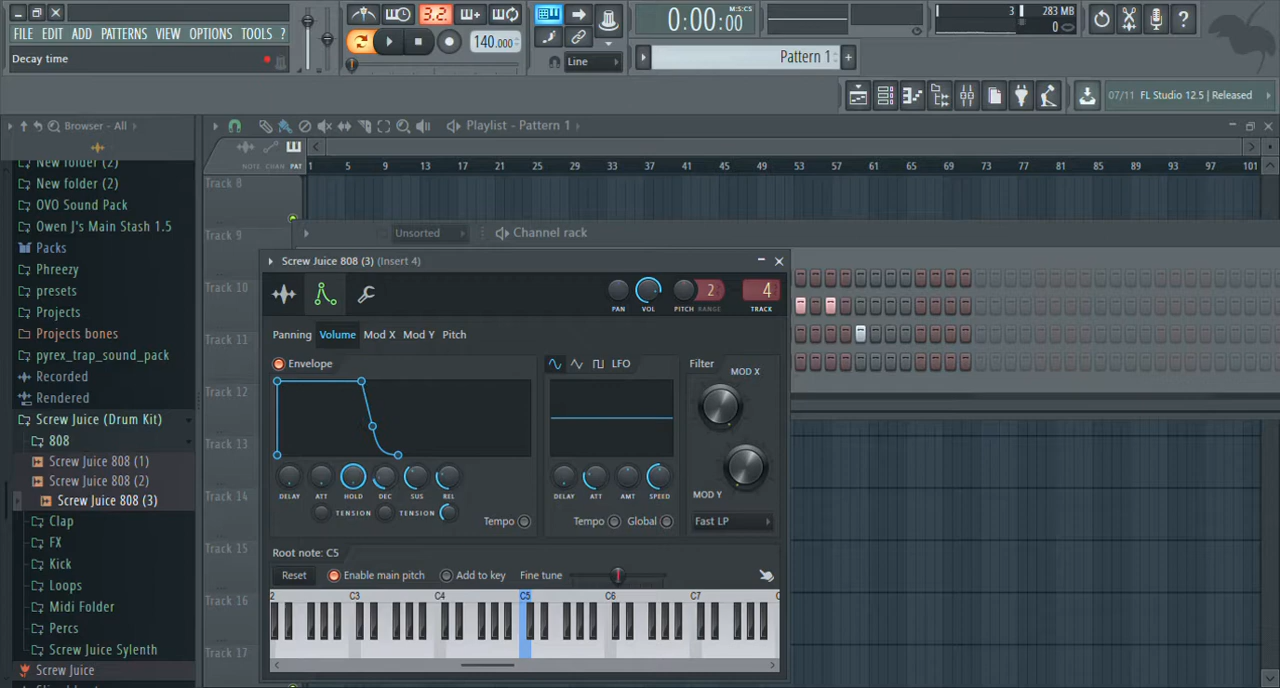 3.2
M:S:CS
0:00:00
3
283 MB
0
FILE EDIT ADD PATTERNS VIEW OPTIONS TOOLS ?
140.000
?
Decay time
Line
Pattern 1
+
07/11 FL Studio 12.5 | Released
Browser - All
Playlist - Pattern 1
NOTE CHAN PAT
1 5 9 13 17 21 25 29 33 37 41 45 49 53 57 61 65 69 73 77 81 85 89 93 97 101
New folder (2)
New folder (2)
OVO Sound Pack
Owen J's Main Stash 1.5
Packs
Phreezy
presets
Projects
Projects bones
pyrex_trap_sound_pack
Recorded
Rendered
Screw Juice (Drum Kit)
808
Screw Juice 808 (1)
Screw Juice 808 (2)
Screw Juice 808 (3)
Clap
FX
Kick
Loops
Midi Folder
Percs
Screw Juice Sylenth
Screw Juice
Track 8
Track 9
Track 10
Track 11
Track 12
Track 13
Track 14
Track 15
Track 16
Track 17
Unsorted
Channel rack
Screw Juice 808 (3) (Insert 4)
2
4
PAN VOL PITCH RANGE TRACK
Panning Volume Mod X Mod Y Pitch
Envelope
LFO
Filter
MOD X
DELAY ATT HOLD DEC SUS REL
DELAY ATT AMT SPEED
MOD Y
TENSION TENSION
Tempo
Tempo Global
Fast LP
Root note: C5
Reset Enable main pitch Add to key Fine tune
2 C3 C4 C5 C6 C7 C